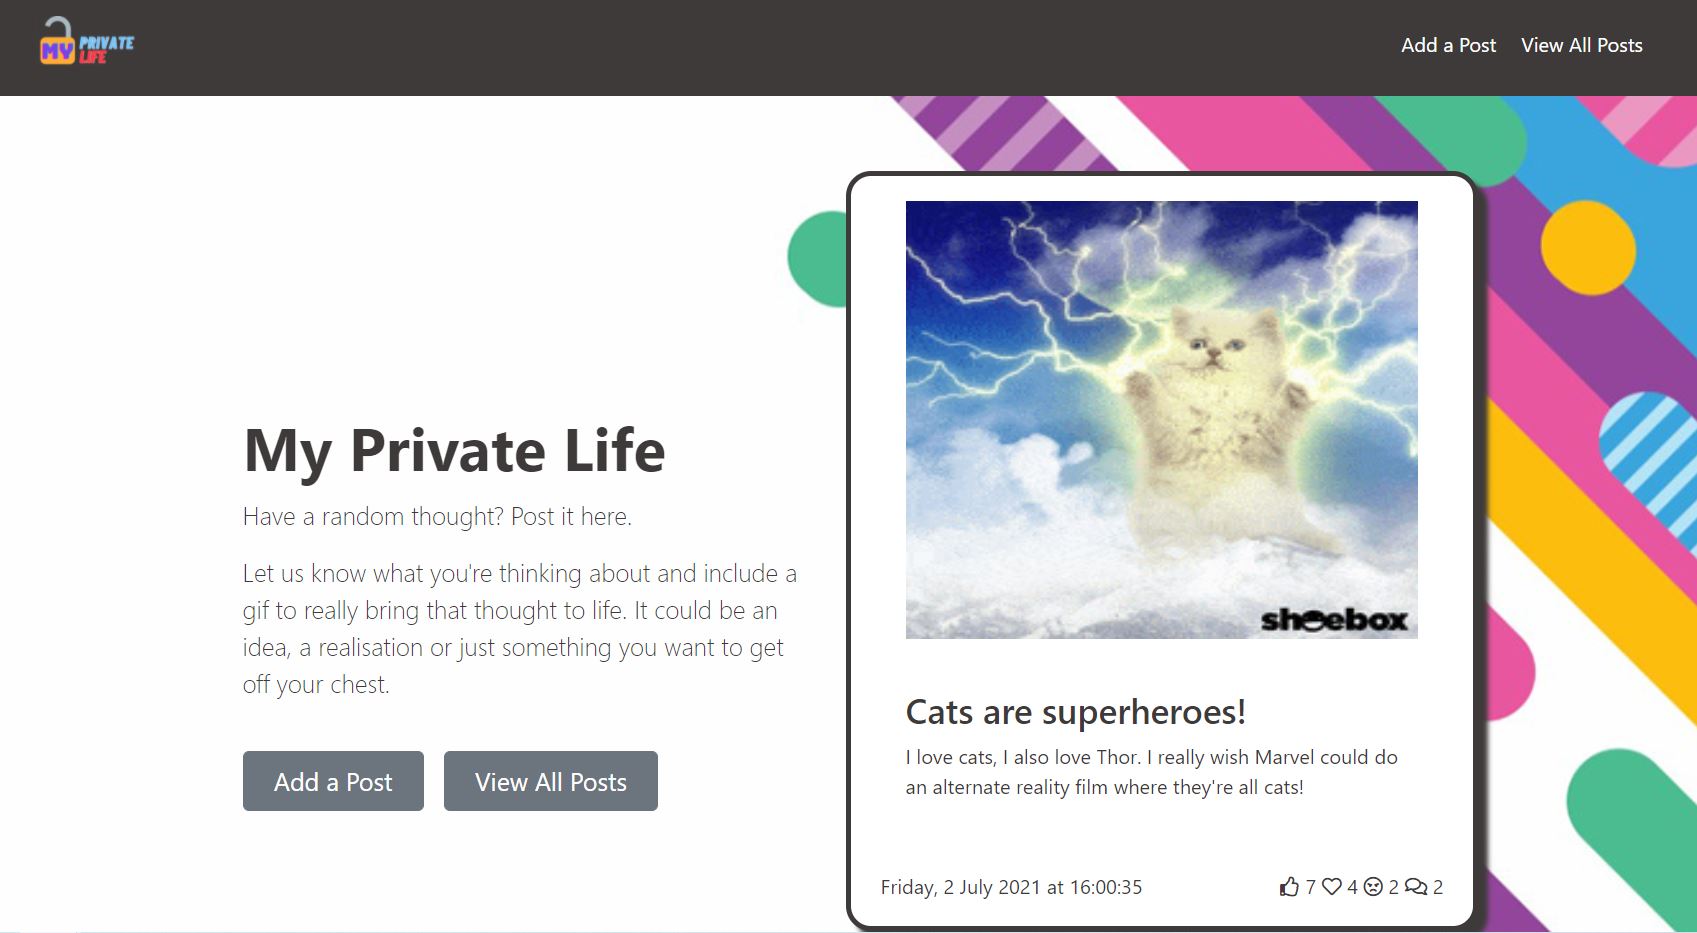 MY PRIVATE
LIFE
Add a Post
View All Posts
My Private Life
Have a random thought? Post it here.
Let us know what you're thinking about and include a
gif to really bring that thought to life. It could be an
idea, a realisation or just something you want to get
off your chest.
Add a Post
View All Posts
shoebox
Cats are superheroes!
I love cats, I also love Thor. I really wish Marvel could do
an alternate reality film where they're all cats!
Friday, 2 July 2021 at 16:00:35
7 4 2 2